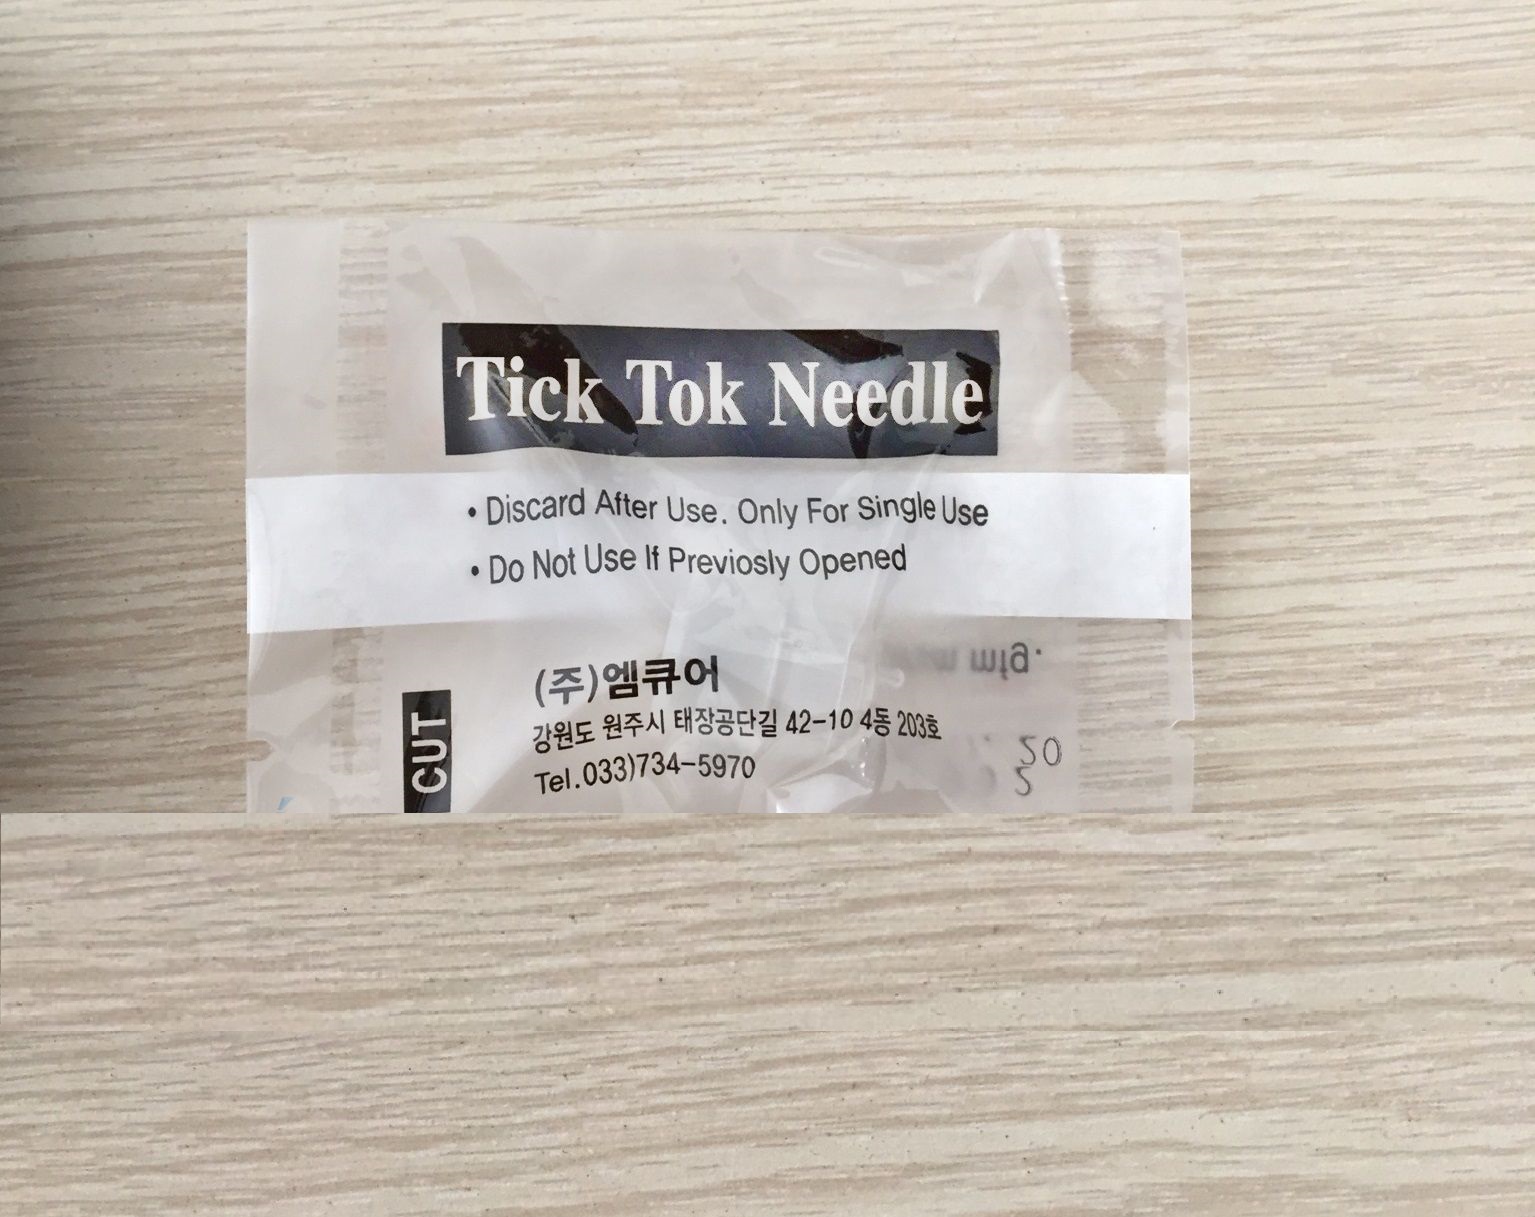 Tick Tok Needle
• Discard After Use. Only For Single Use
• Do Not Use If Previosly Opened
(주)엠큐어
강원도 원주시 태장공단길 42-10 4동 203호
Tel.033)734-5970
CUT
mfg.